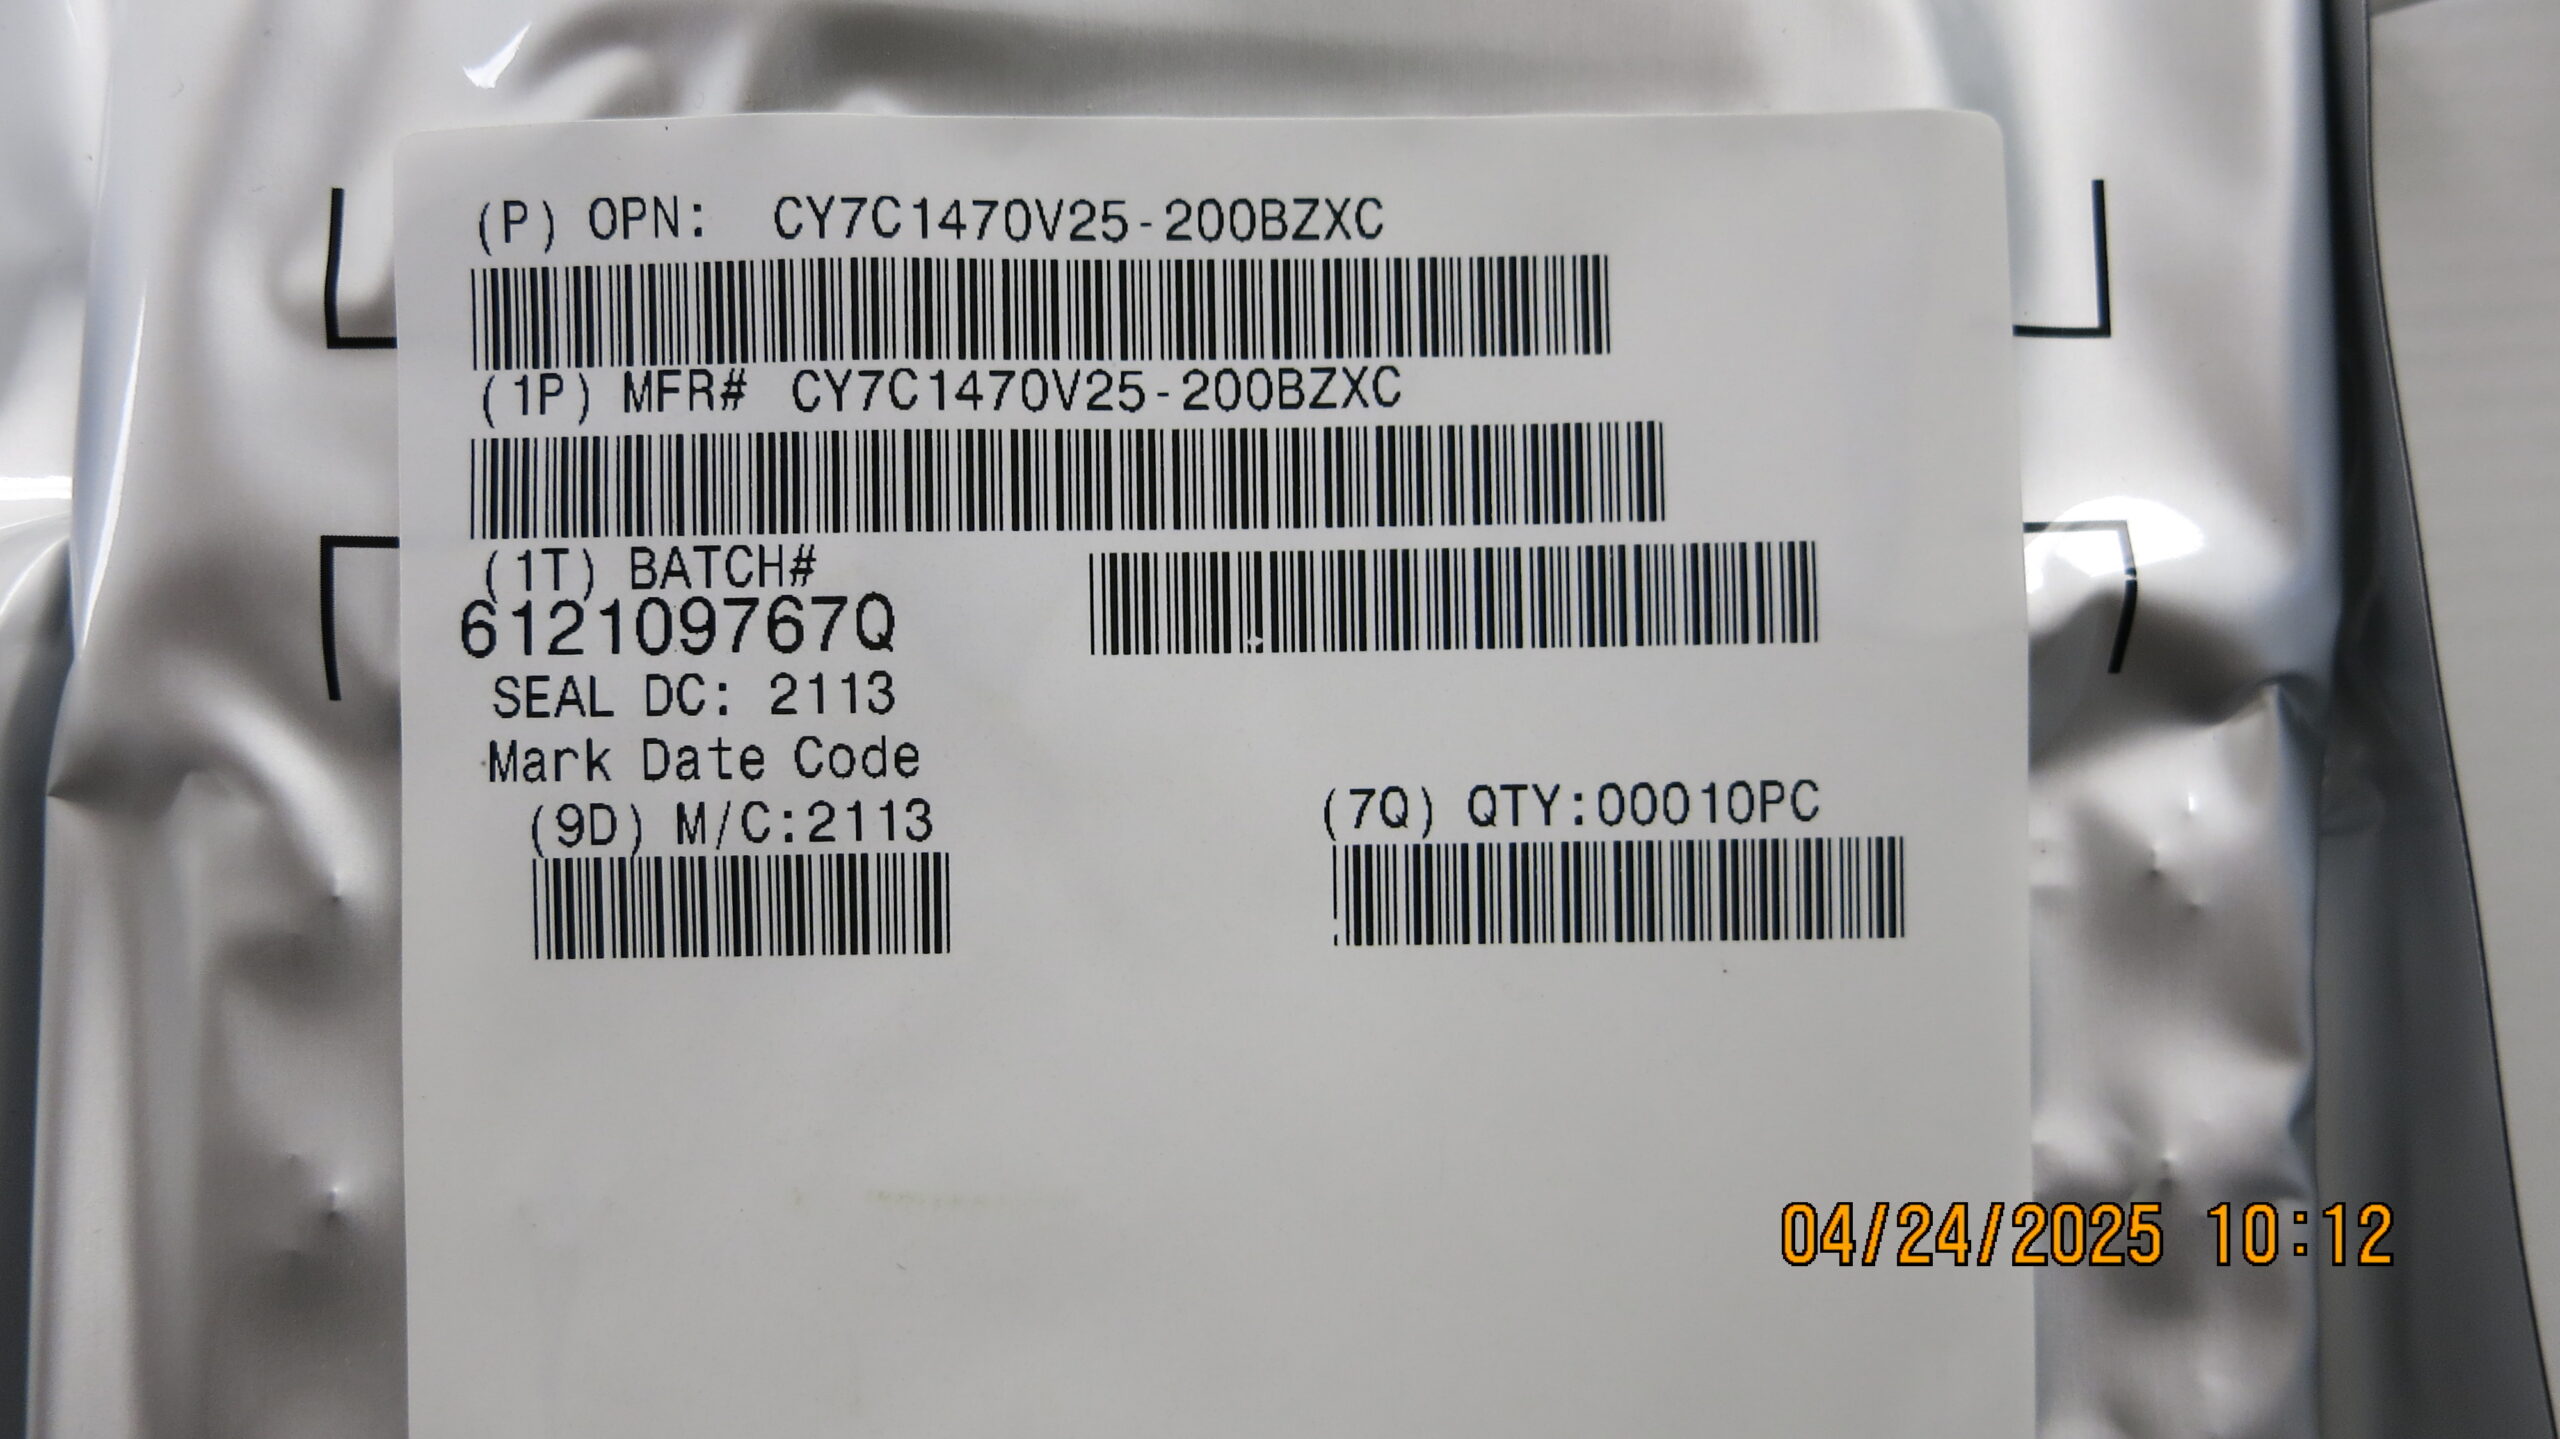 (P) OPN: CY7C1470V25-200BZXC
(1P) MFR# CY7C1470V25-200BZXC
(1T) BATCH#
612109767Q
SEAL DC: 2113
Mark Date Code
(9D) M/C:2113
(7Q) QTY:00010PC
04/24/2025 10:12